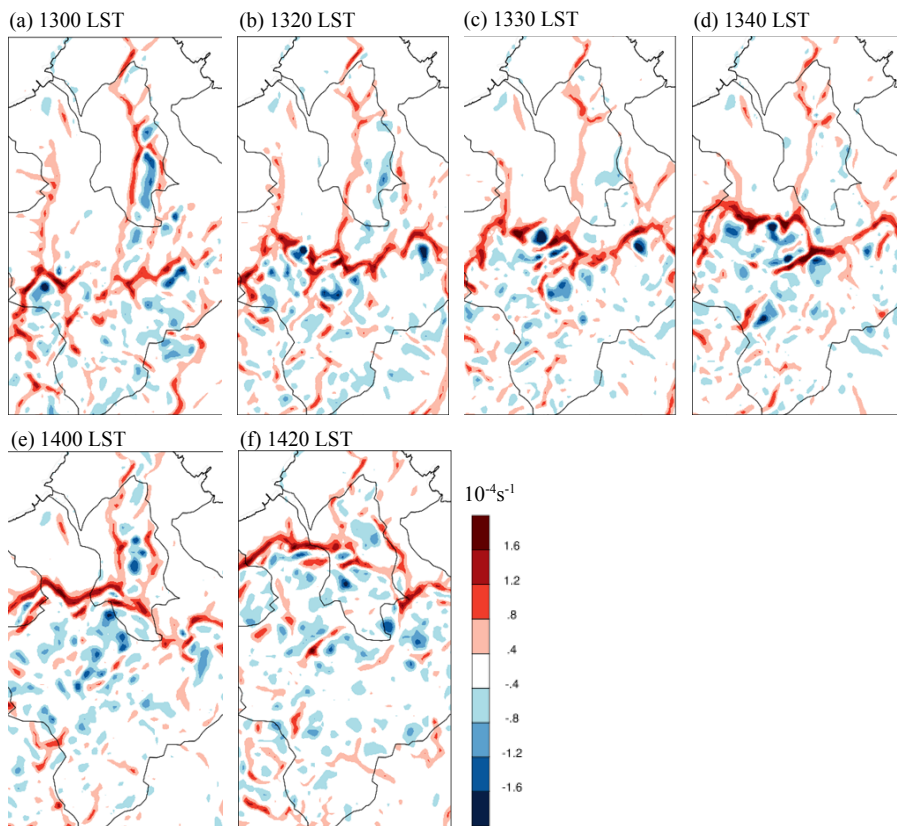 (a) 1300 LST
(b) 1320 LST
(c) 1330 LST
(d) 1340 LST
(e) 1400 LST
(f) 1420 LST
10⁻⁴s⁻¹
1.6
1.2
.8
.4
-.4
-.8
-1.2
-1.6